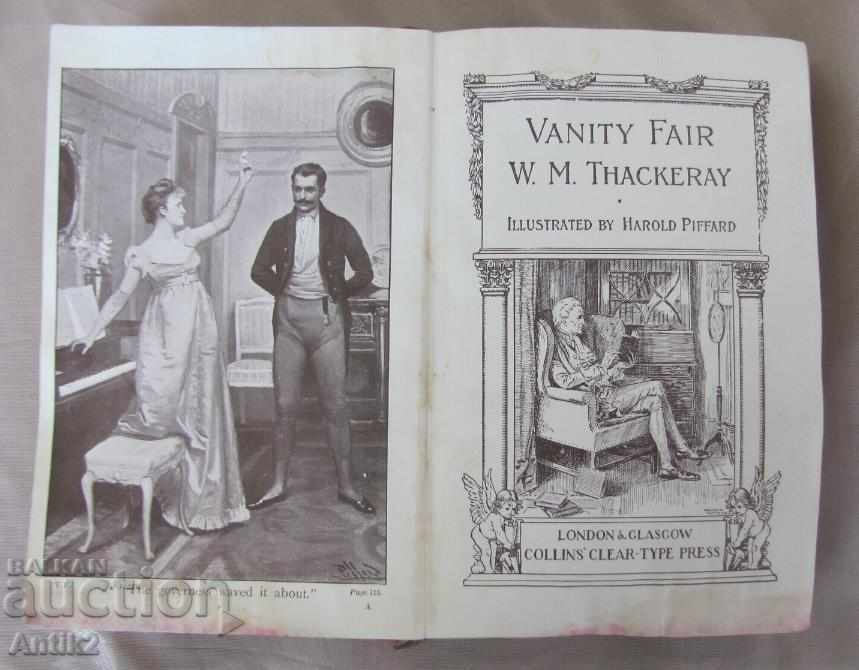 "The governess waved it about."
Page 115.
A.
VANITY FAIR
W. M. THACKERAY
ILLUSTRATED BY HAROLD PIFFARD
LONDON & GLASGOW
COLLINS' CLEAR-TYPE PRESS
BALKAN
auction
Antik2